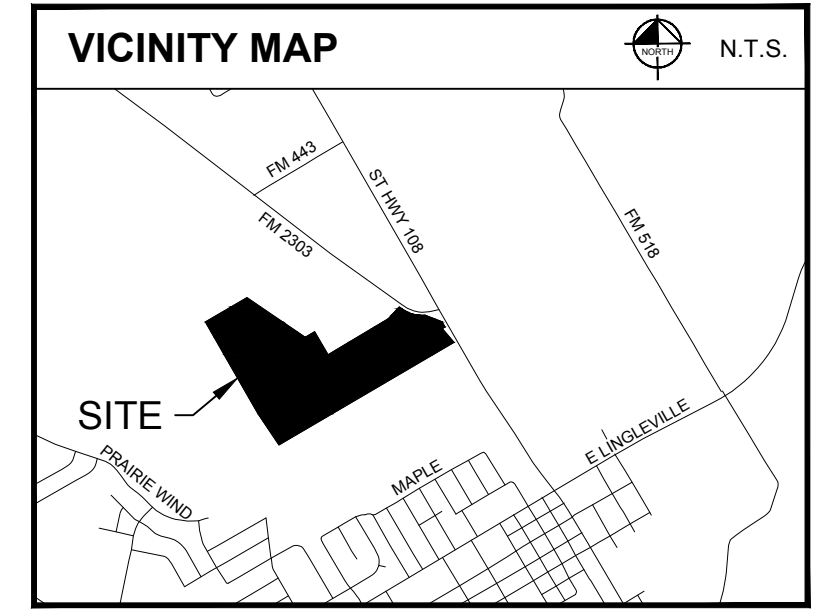 VICINITY MAP
NORTH
N.T.S.
FM 443
ST HWY 108
FM 2303
FM 518
SITE
PRAIRIE WIND
MAPLE
E LINGLEVILLE